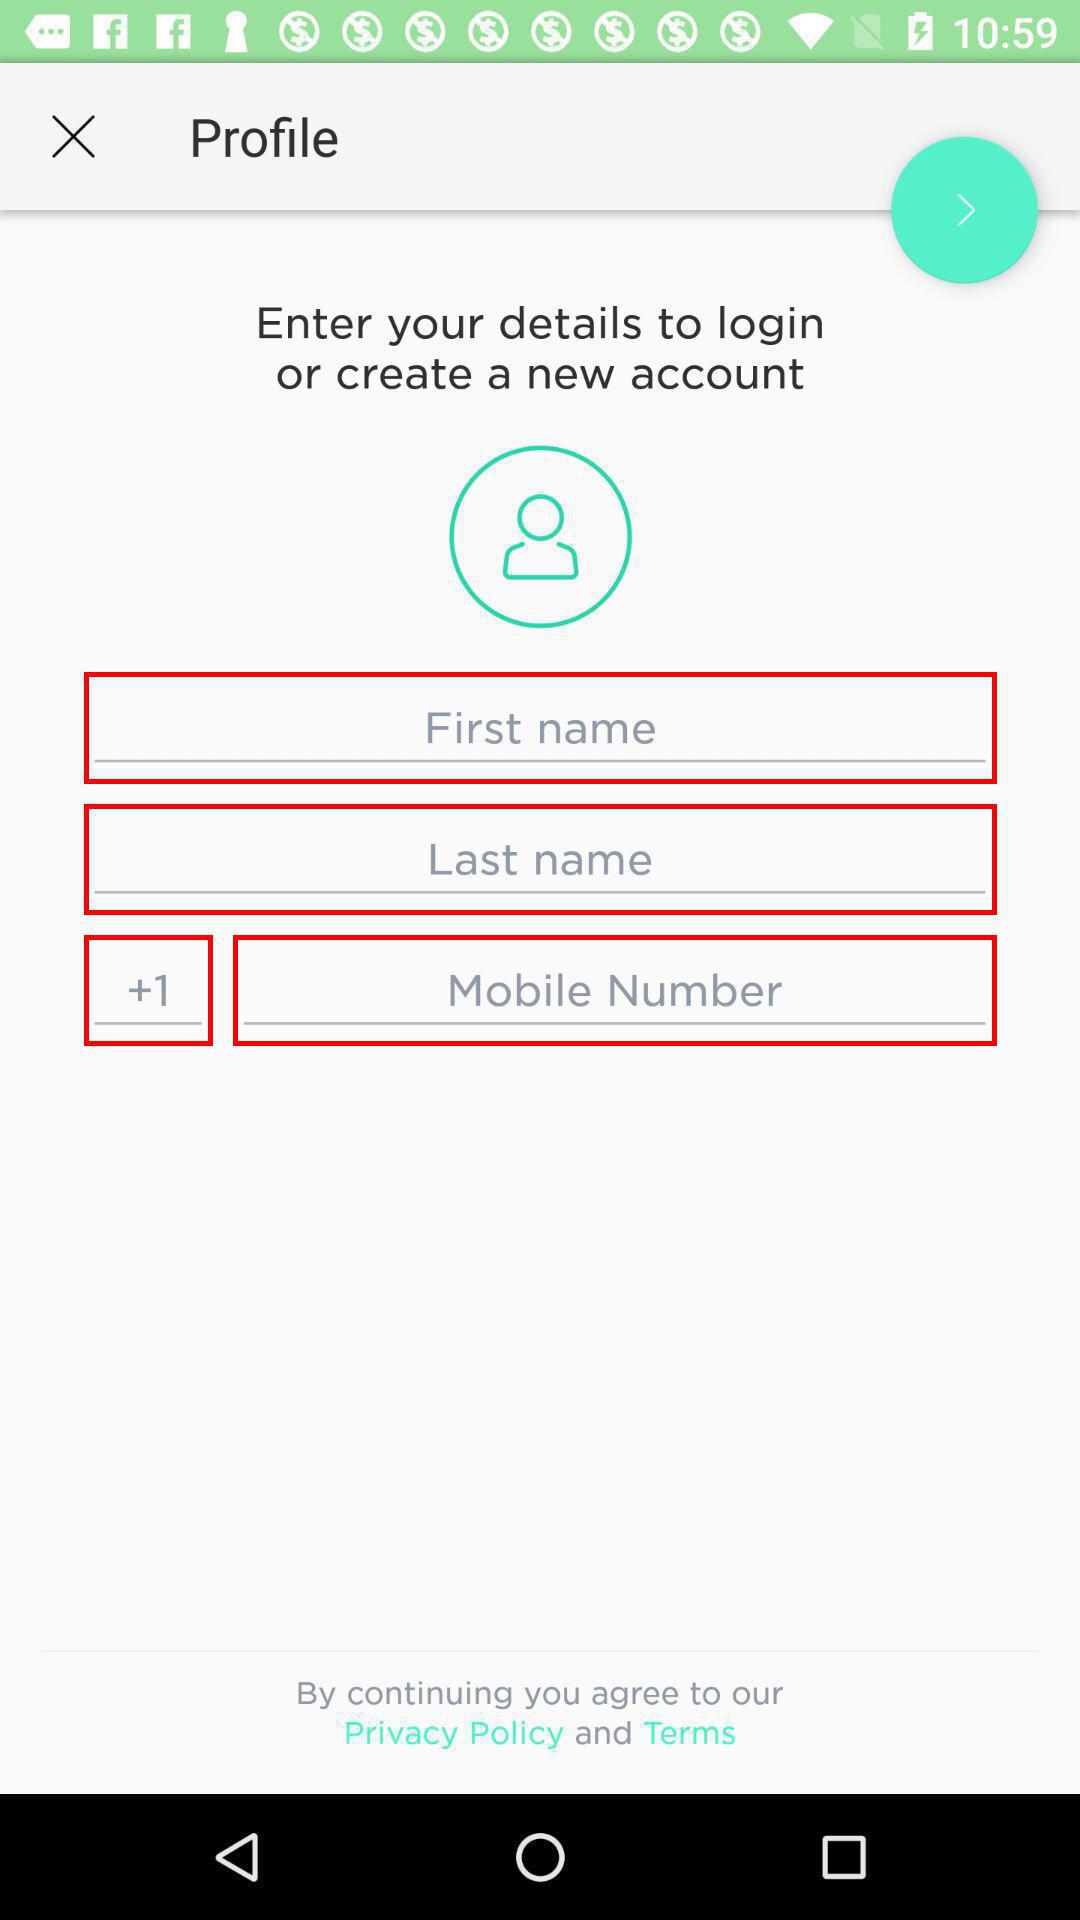 10:59
Profile
Enter your details to login
or create a new account
First name
Last name
+1 Mobile Number
By continuing you agree to our
Privacy Policy and Terms